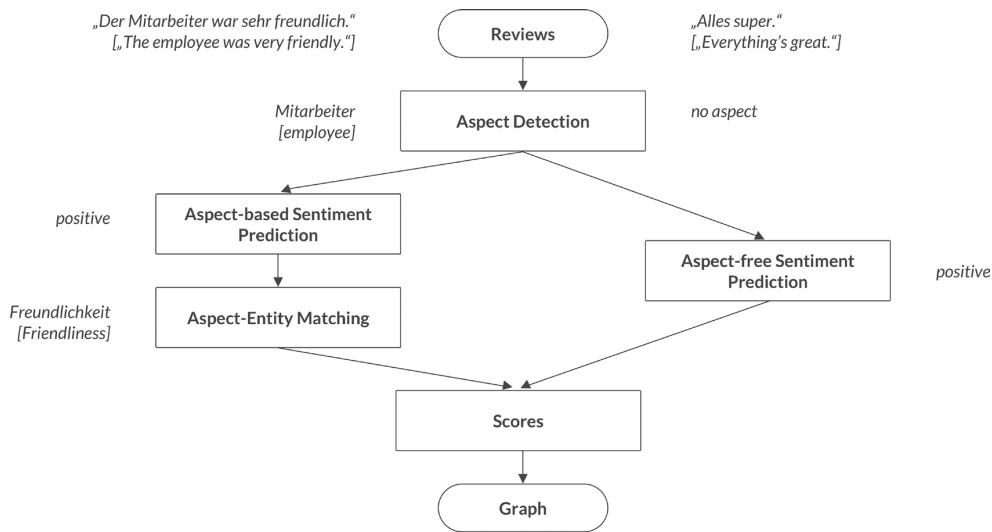 „Der Mitarbeiter war sehr freundlich.“
[„The employee was very friendly.“]
Reviews
„Alles super.“
[„Everything’s great.“]
Mitarbeiter
[employee]
Aspect Detection
no aspect
positive
Aspect-based Sentiment
Prediction
Aspect-free Sentiment
Prediction
positive
Freundlichkeit
[Friendliness]
Aspect-Entity Matching
Scores
Graph